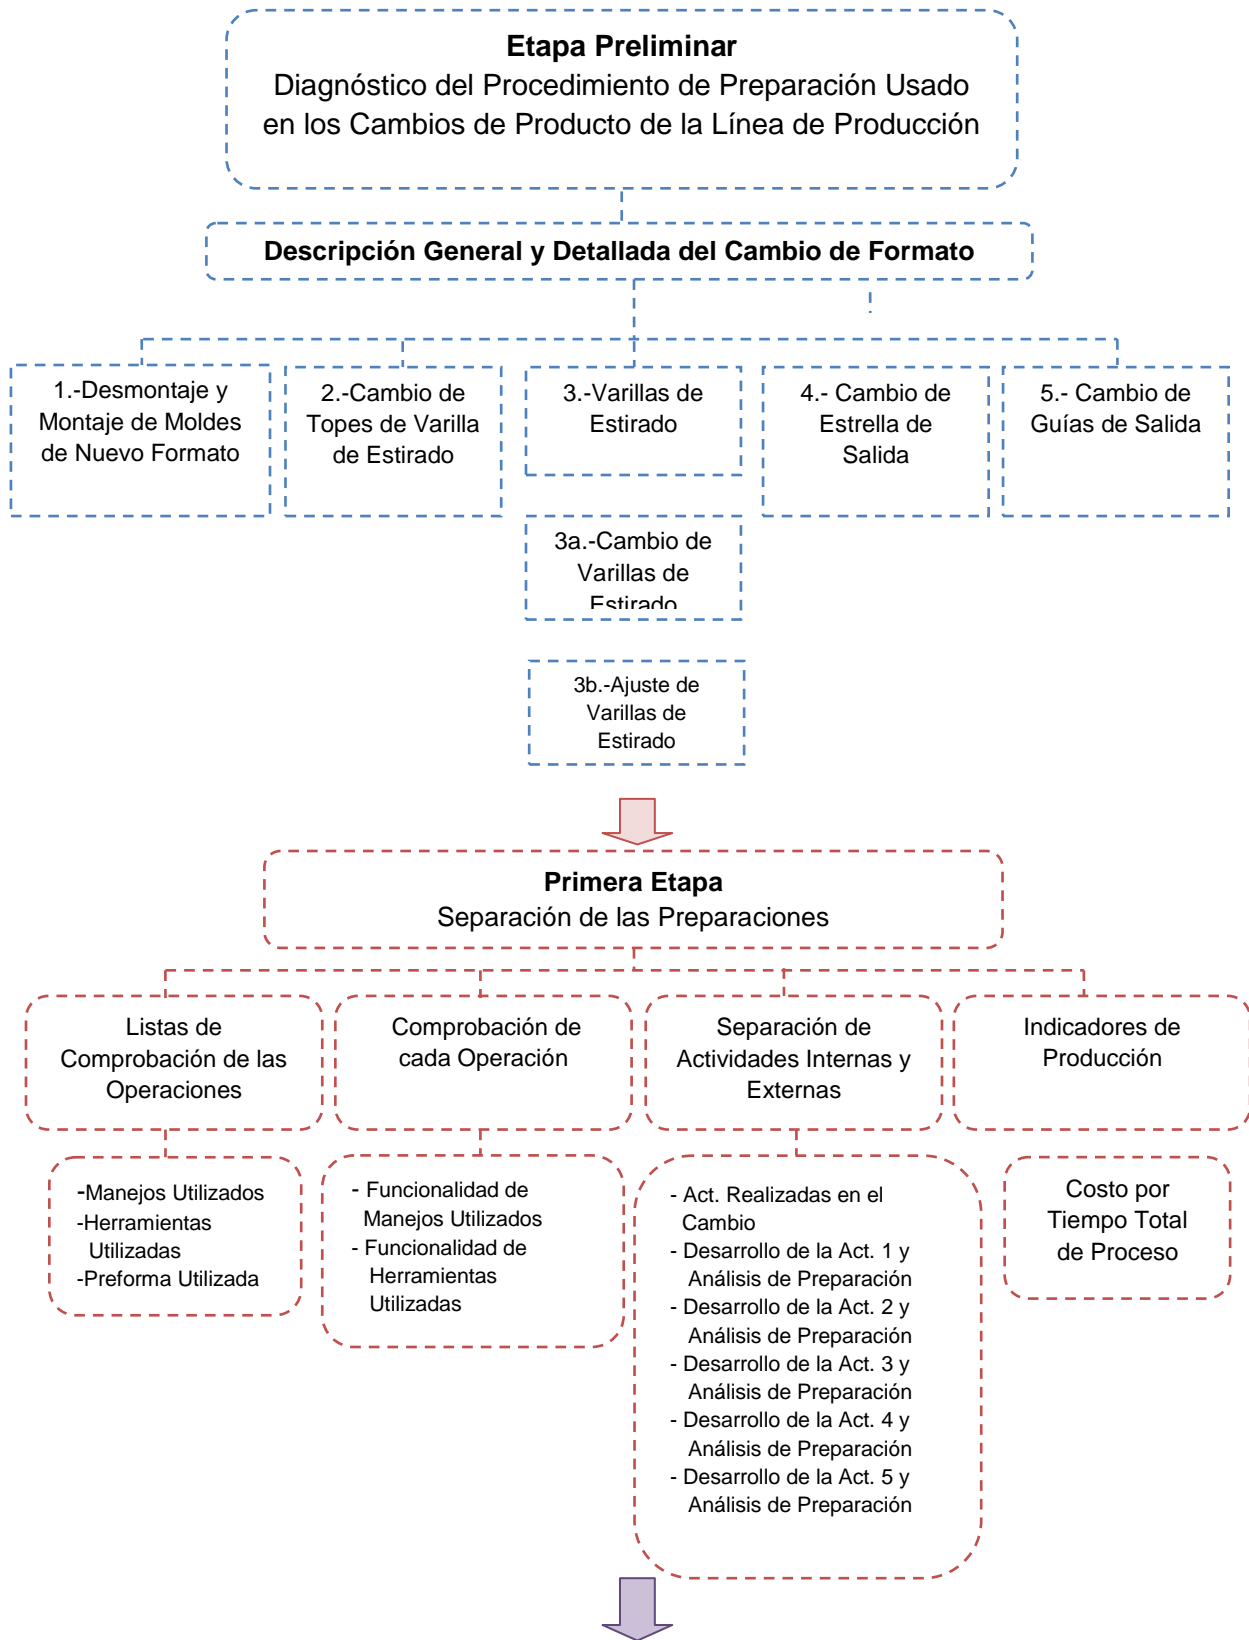 Etapa Preliminar
Diagnóstico del Procedimiento de Preparación Usado
en los Cambios de Producto de la Línea de Producción
Descripción General y Detallada del Cambio de Formato
1.-Desmontaje y
Montaje de Moldes
de Nuevo Formato
2.-Cambio de
Topes de Varilla
de Estirado
3.-Varillas de
Estirado
4.- Cambio de
Estrella de
Salida
5.- Cambio de
Guías de Salida
3a.-Cambio de
Varillas de
Estirado
3b.-Ajuste de
Varillas de
Estirado
Primera Etapa
Separación de las Preparaciones
Listas de
Comprobación de las
Operaciones
Comprobación de
cada Operación
Separación de
Actividades Internas y
Externas
Indicadores de
Producción
-Manejos Utilizados
-Herramientas
Utilizadas
-Preforma Utilizada
- Funcionalidad de
Manejos Utilizados
- Funcionalidad de
Herramientas
Utilizadas
- Act. Realizadas en el
Cambio
- Desarrollo de la Act. 1 y
Análisis de Preparación
- Desarrollo de la Act. 2 y
Análisis de Preparación
- Desarrollo de la Act. 3 y
Análisis de Preparación
- Desarrollo de la Act. 4 y
Análisis de Preparación
- Desarrollo de la Act. 5 y
Análisis de Preparación
Costo por
Tiempo Total
de Proceso